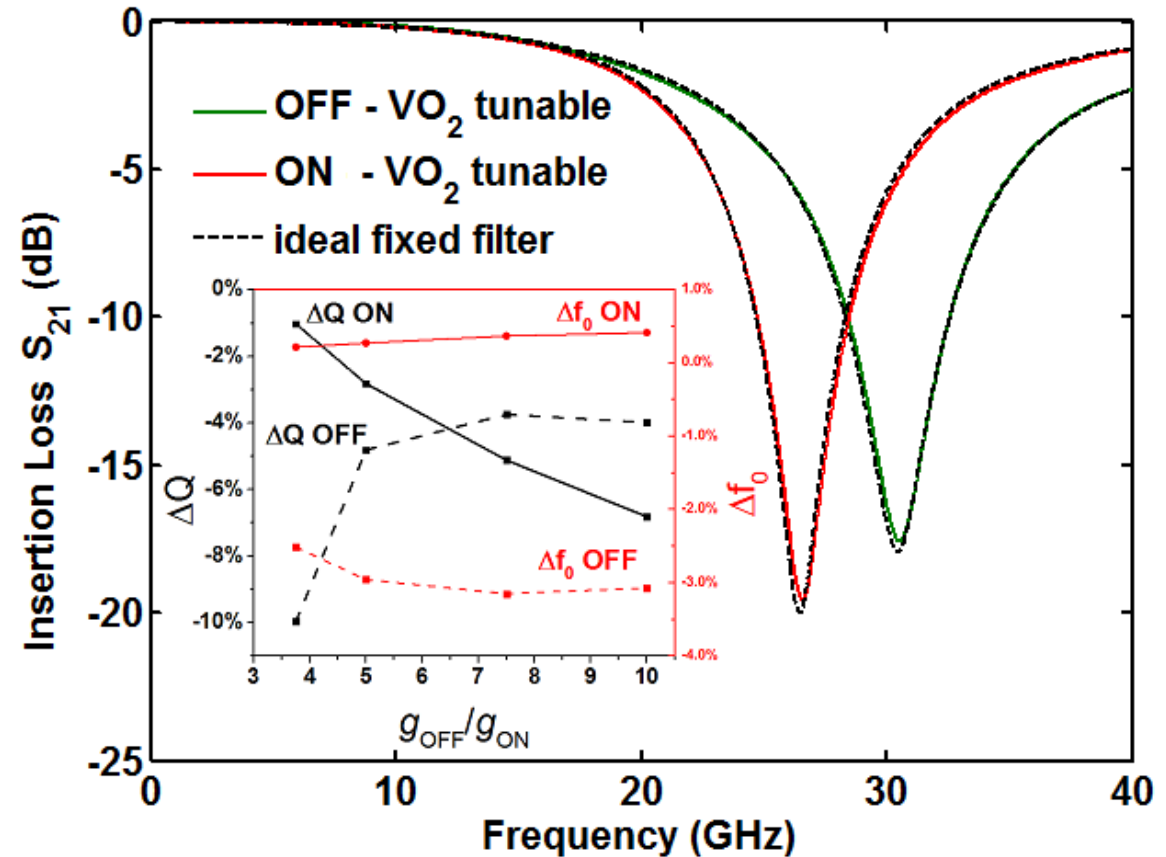 0
-5
-10
-15
-20
-25
Insertion Loss S21 (dB)
OFF - VO2 tunable
ON - VO2 tunable
ideal fixed filter
0%
-2%
-4%
-6%
-8%
-10%
ΔQ
ΔQ ON
ΔQ OFF
Δf0 ON
Δf0 OFF
1.0%
0.0%
-1.0%
-2.0%
-3.0%
-4.0%
Δf0
3 4 5 6 7 8 9 10
gOFF/gON
0 10 20 30 40
Frequency (GHz)